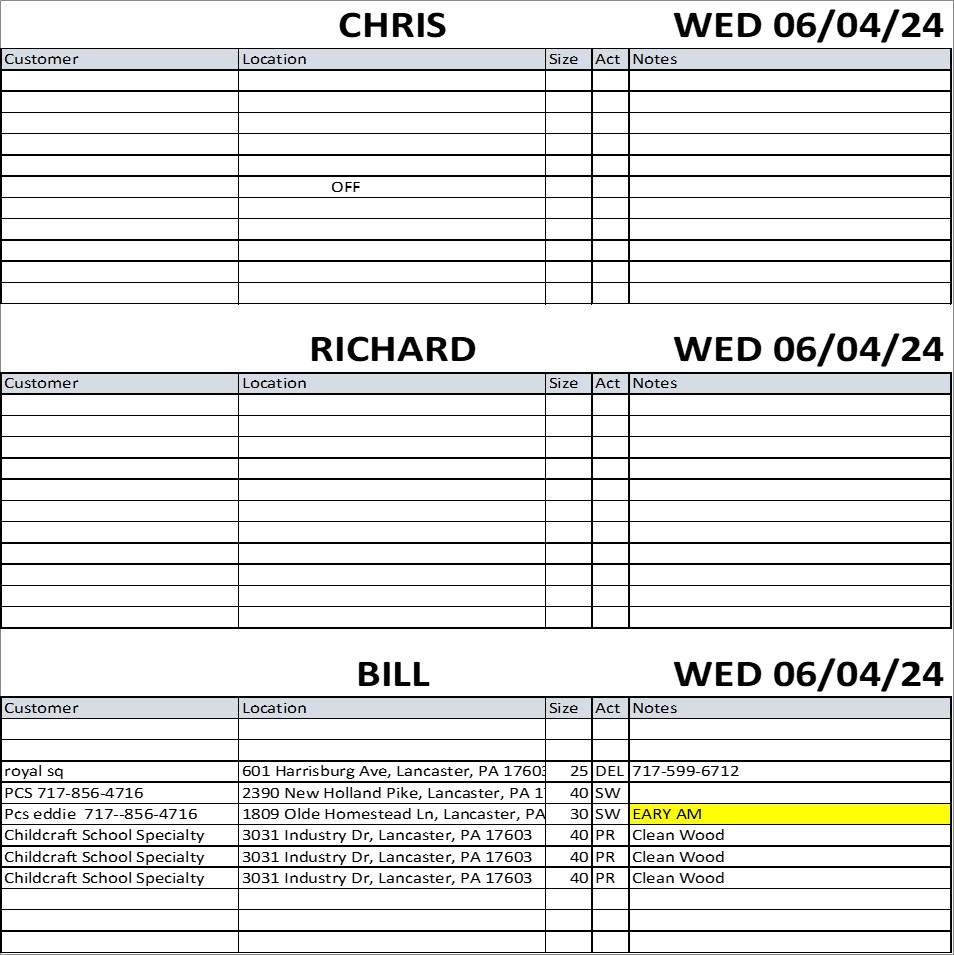 CHRIS WED 06/04/24
Customer Location Size Act Notes
OFF
RICHARD WED 06/04/24
Customer Location Size Act Notes
BILL WED 06/04/24
Customer Location Size Act Notes
royal sq 601 Harrisburg Ave, Lancaster, PA 17603 25 DEL 717-599-6712
PCS 717-856-4716 2390 New Holland Pike, Lancaster, PA 1 40 SW
Pcs eddie 717--856-4716 1809 Olde Homestead Ln, Lancaster, PA 30 SW EARY AM
Childcraft School Specialty 3031 Industry Dr, Lancaster, PA 17603 40 PR Clean Wood
Childcraft School Specialty 3031 Industry Dr, Lancaster, PA 17603 40 PR Clean Wood
Childcraft School Specialty 3031 Industry Dr, Lancaster, PA 17603 40 PR Clean Wood